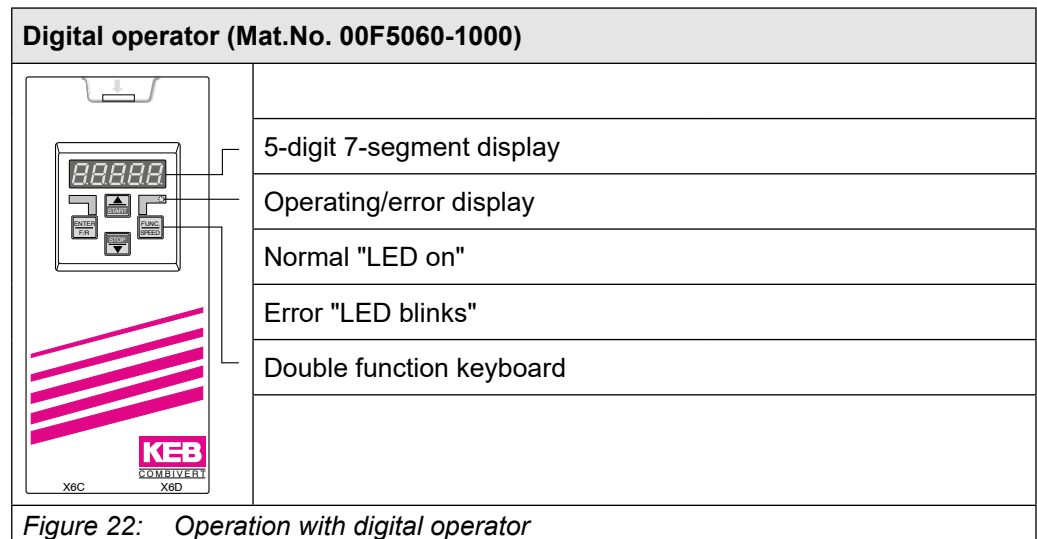 Digital operator (Mat.No. 00F5060-1000)
5-digit 7-segment display
88888
Operating/error display
START
ENTER
F/R
FUNC.
SPEED
STOP
Normal "LED on"
Error "LED blinks"
Double function keyboard
KEB
COMBIVERT
X6C X6D
Figure 22: Operation with digital operator